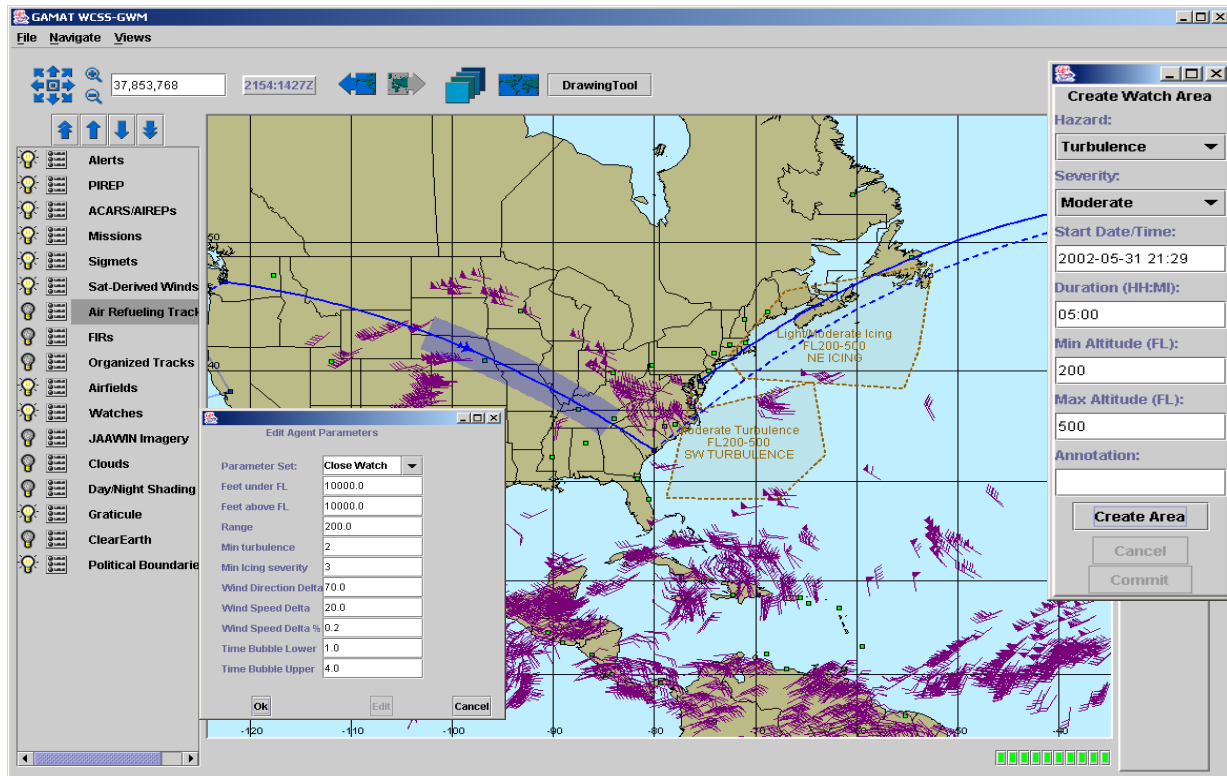 GAMAT WCSS-GWM
File Navigate Views
37,853,768
2154:1427Z
DrawingTool
Alerts
PIREP
ACARS/AIREPs
Missions
Sigmets
Sat-Derived Winds
Air Refueling Track
FIRs
Organized Tracks
Airfields
Watches
JAAWIN Imagery
Clouds
Day/Night Shading
Graticule
ClearEarth
Political Boundarie
50
40
Light/Moderate Icing
FL200-500
NE ICING
Moderate Turbulence
FL200-500
SW TURBULENCE
-120 -110 -100 -90 -80 -70 -60 -50 -40
Edit Agent Parameters
Parameter Set: Close Watch
Feet under FL 10000.0
Feet above FL 10000.0
Range 200.0
Min turbulence 2
Min Icing severity 3
Wind Direction Delta 70.0
Wind Speed Delta 20.0
Wind Speed Delta % 0.2
Time Bubble Lower 1.0
Time Bubble Upper 4.0
Ok Edit Cancel
Create Watch Area
Hazard:
Turbulence
Severity:
Moderate
Start Date/Time:
2002-05-31 21:29
Duration (HH:MI):
05:00
Min Altitude (FL):
200
Max Altitude (FL):
500
Annotation:
Create Area
Cancel
Commit